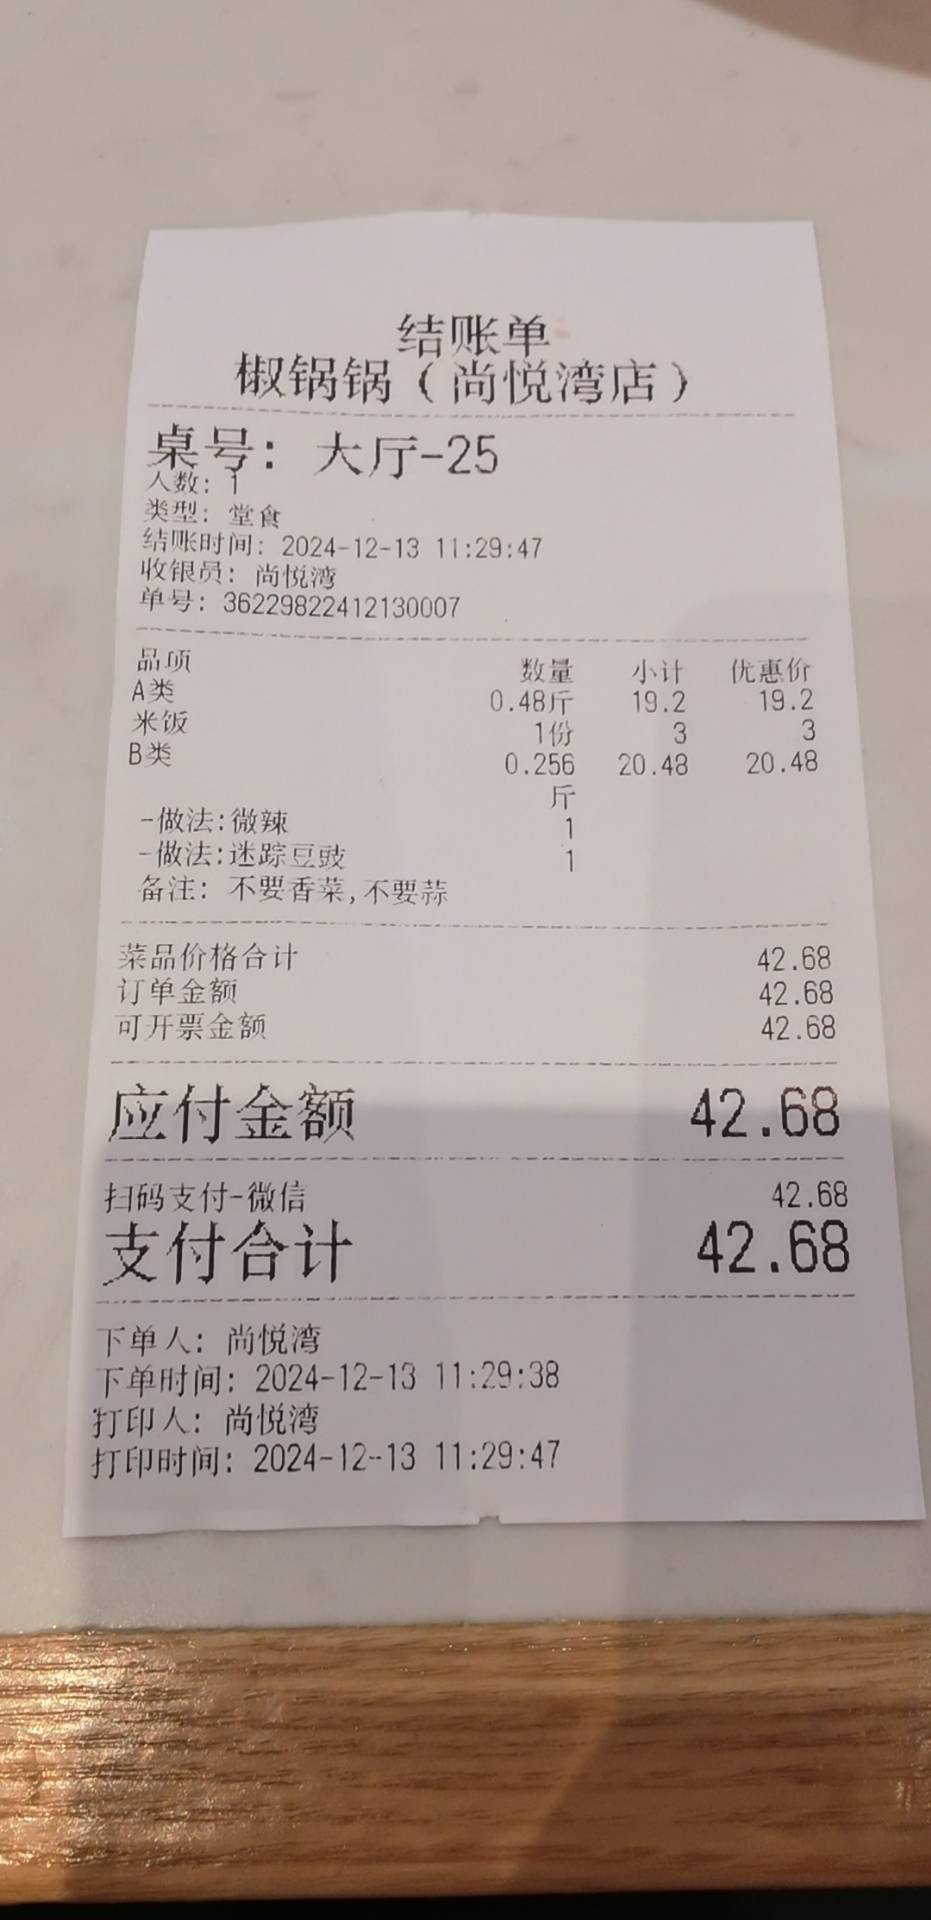 结账单
椒锅锅（尚悦湾店）
桌号：大厅-25
人数：1
类型：堂食
结账时间：2024-12-13 11:29:47
收银员：尚悦湾
单号：36229822412130007
品项 数量 小计 优惠价
A类 0.48斤 19.2 19.2
米饭 1份 3 3
B类 0.256 20.48 20.48
斤
-做法:微辣 1
-做法:迷踪豆豉 1
备注：不要香菜,不要蒜
菜品价格合计 42.68
订单金额 42.68
可开票金额 42.68
应付金额 42.68
扫码支付-微信 42.68
支付合计 42.68
下单人：尚悦湾
下单时间：2024-12-13 11:29:38
打印人：尚悦湾
打印时间：2024-12-13 11:29:47